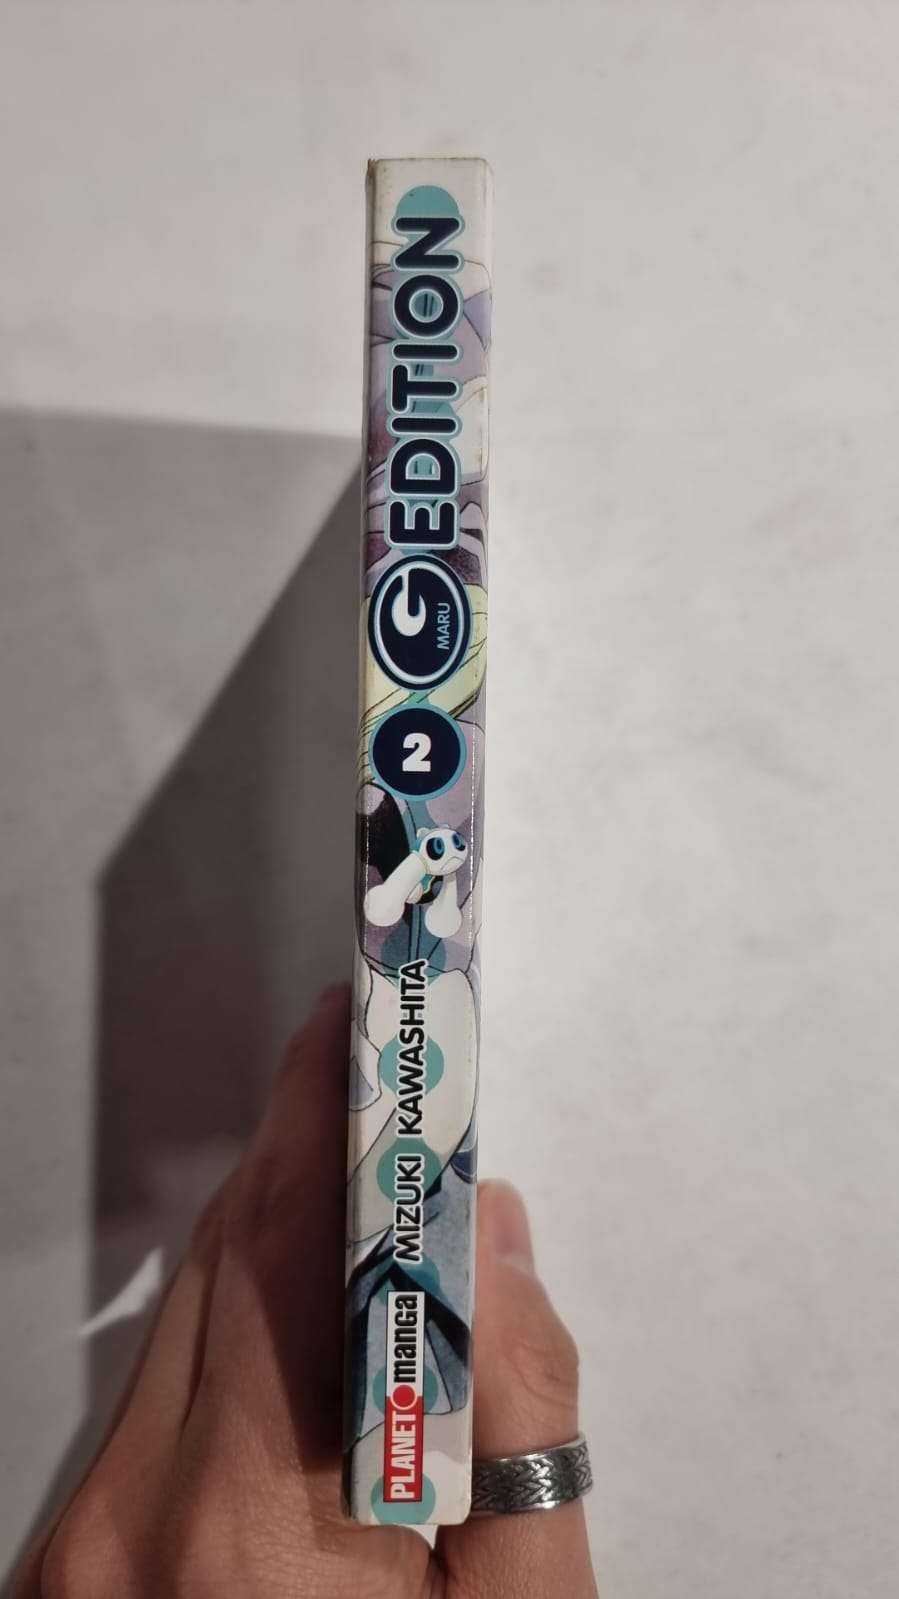 G MARU EDITION
2
MIZUKI KAWASHITA
PLANET manga